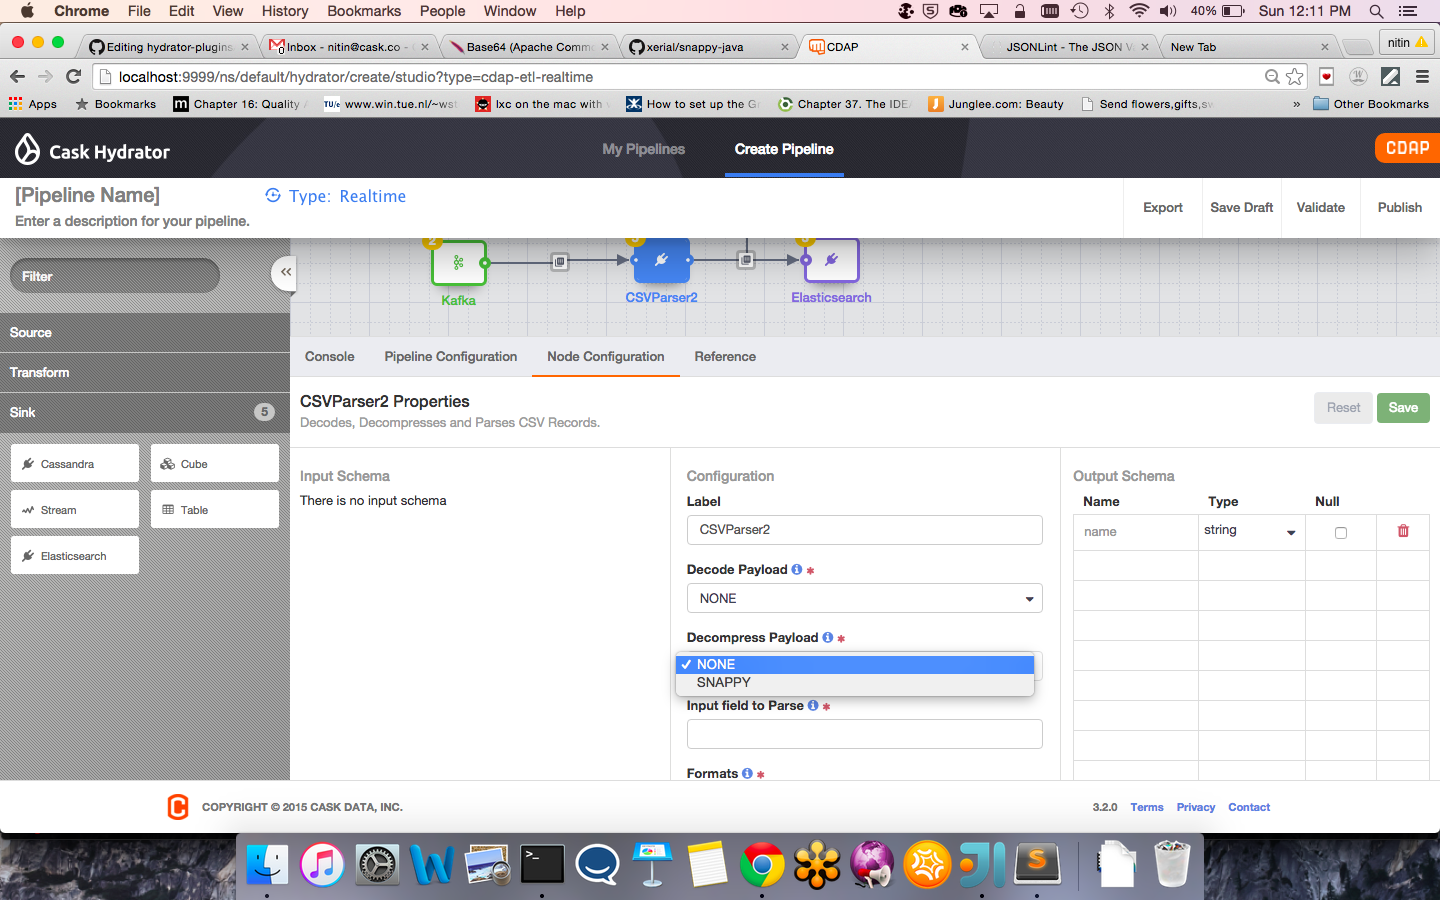 Chrome File Edit View History Bookmarks People Window Help
40% Sun 12:11 PM
Editing hydrator-plugins
Inbox - nitin@cask.co -
Base64 (Apache Commo
xerial/snappy-java
CDAP
JSONLint - The JSON Va
New Tab
nitin
localhost:9999/ns/default/hydrator/create/studio?type=cdap-etl-realtime
Apps
Bookmarks
Chapter 16: Quality
www.win.tue.nl/~wst
lxc on the mac with
How to set up the Gr
Chapter 37. The IDEA
Junglee.com: Beauty
Send flowers,gifts,sw
»
Other Bookmarks
Cask Hydrator
My Pipelines
Create Pipeline
CDAP
[Pipeline Name]
Type: Realtime
Enter a description for your pipeline.
Export
Save Draft
Validate
Publish
Filter
Source
Transform
Sink
5
Cassandra
Cube
Stream
Table
Elasticsearch
2
Kafka
CSVParser2
Elasticsearch
Console
Pipeline Configuration
Node Configuration
Reference
CSVParser2 Properties
Decodes, Decompresses and Parses CSV Records.
Reset
Save
Input Schema
There is no input schema
Configuration
Label
CSVParser2
Decode Payload *
NONE
Decompress Payload *
✓ NONE
SNAPPY
Input field to Parse *
Formats *
Output Schema
Name Type Null
name string
COPYRIGHT © 2015 CASK DATA, INC.
3.2.0 Terms Privacy Contact